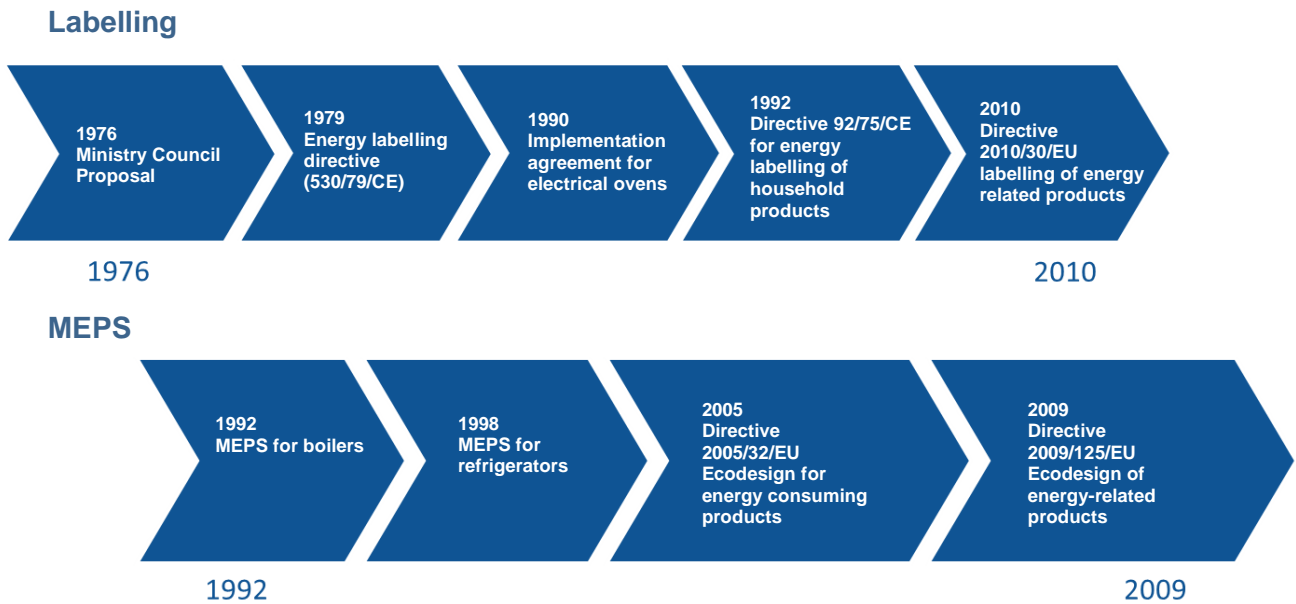 Labelling
1976
Ministry Council
Proposal
1979
Energy labelling
directive
(530/79/CE)
1990
Implementation
agreement for
electrical ovens
1992
Directive 92/75/CE
for energy
labelling of
household
products
2010
Directive
2010/30/EU
labelling of energy
related products
1976
2010
MEPS
1992
MEPS for boilers
1998
MEPS for
refrigerators
2005
Directive
2005/32/EU
Ecodesign for
energy consuming
products
2009
Directive
2009/125/EU
Ecodesign of
energy-related
products
1992
2009